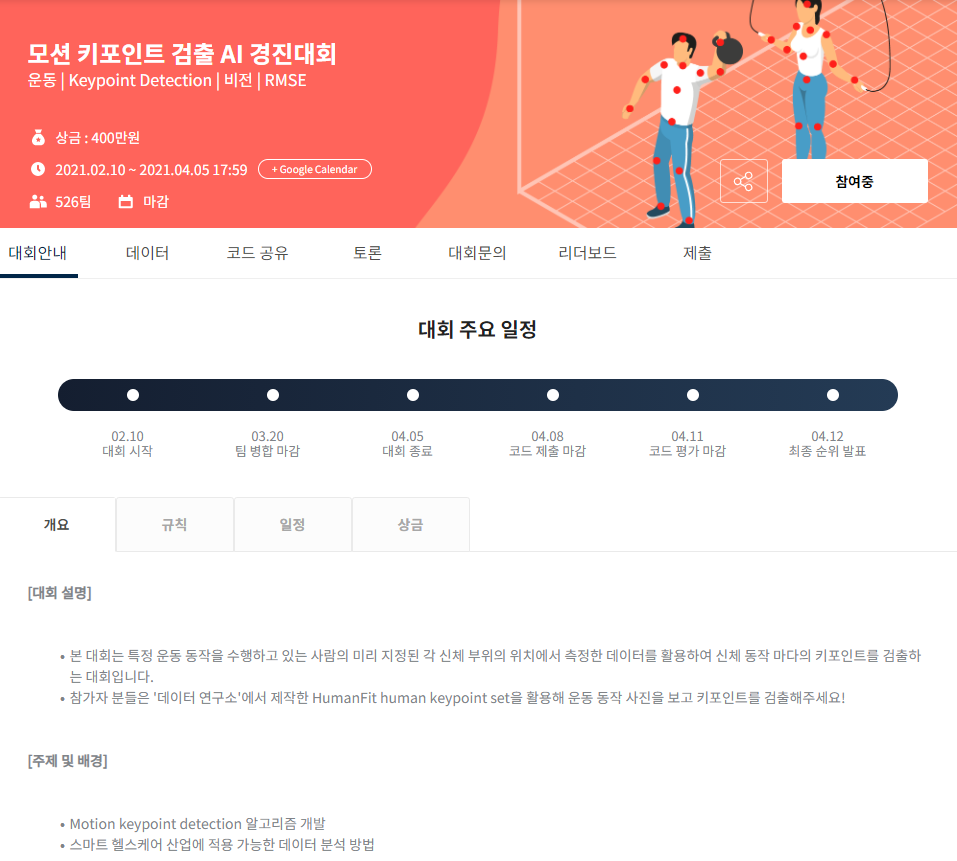 모션 키포인트 검출 AI 경진대회
운동 | Keypoint Detection | 비전 | RMSE
상금 : 400만원
2021.02.10 ~ 2021.04.05 17:59 + Google Calendar
526팀 마감
참여중
대회안내 데이터 코드 공유 토론 대회문의 리더보드 제출
대회 주요 일정
02.10 03.20 04.05 04.08 04.11 04.12
대회 시작 팀 병합 마감 대회 종료 코드 제출 마감 코드 평가 마감 최종 순위 발표
개요 규칙 일정 상금
[대회 설명]
• 본 대회는 특정 운동 동작을 수행하고 있는 사람의 미리 지정된 각 신체 부위의 위치에서 측정한 데이터를 활용하여 신체 동작 마다의 키포인트를 검출하
는 대회입니다.
• 참가자 분들은 '데이터 연구소'에서 제작한 HumanFit human keypoint set을 활용해 운동 동작 사진을 보고 키포인트를 검출해주세요!
[주제 및 배경]
• Motion keypoint detection 알고리즘 개발
• 스마트 헬스케어 산업에 적용 가능한 데이터 분석 방법